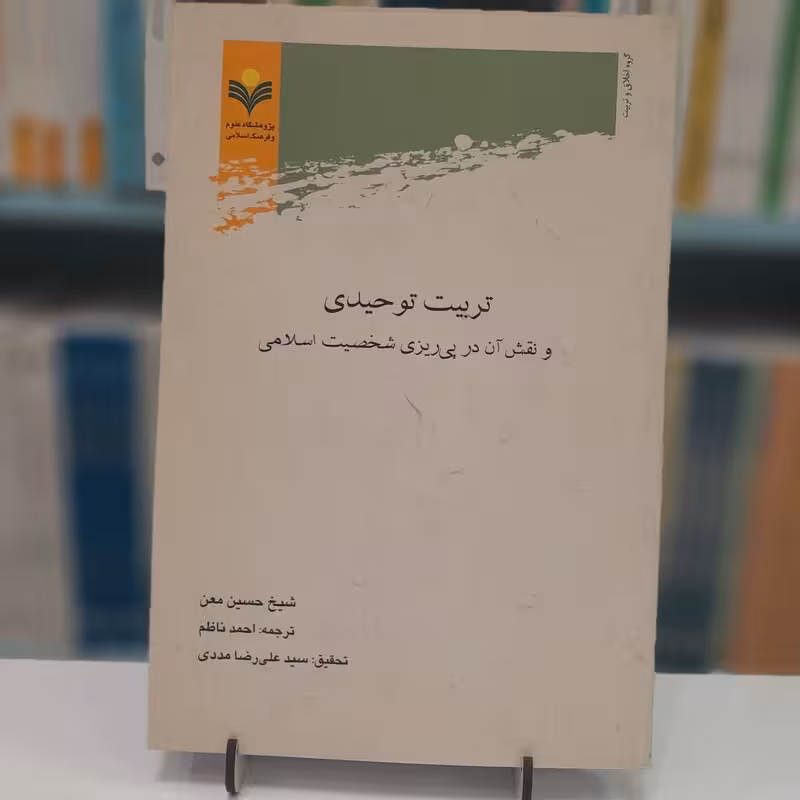 گروه اخلاق و تربیت
پژوهشگاه علوم
و فرهنگ اسلامی
تربیت توحیدی
و نقش آن در پی‌ریزی شخصیت اسلامی
شیخ حسین معن
ترجمه: احمد ناظم
تحقیق: سید علی‌رضا مددی